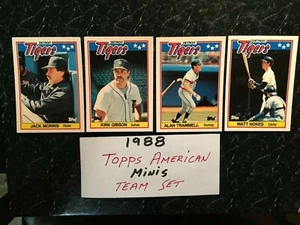 Tigers
Tigers
Tigers
Tigers
JACK MORRIS
KIRK GIBSON
ALAN TRAMMELL
MATT NOKES
1988
TOPPS AMERICAN
MINIS
TEAM SET